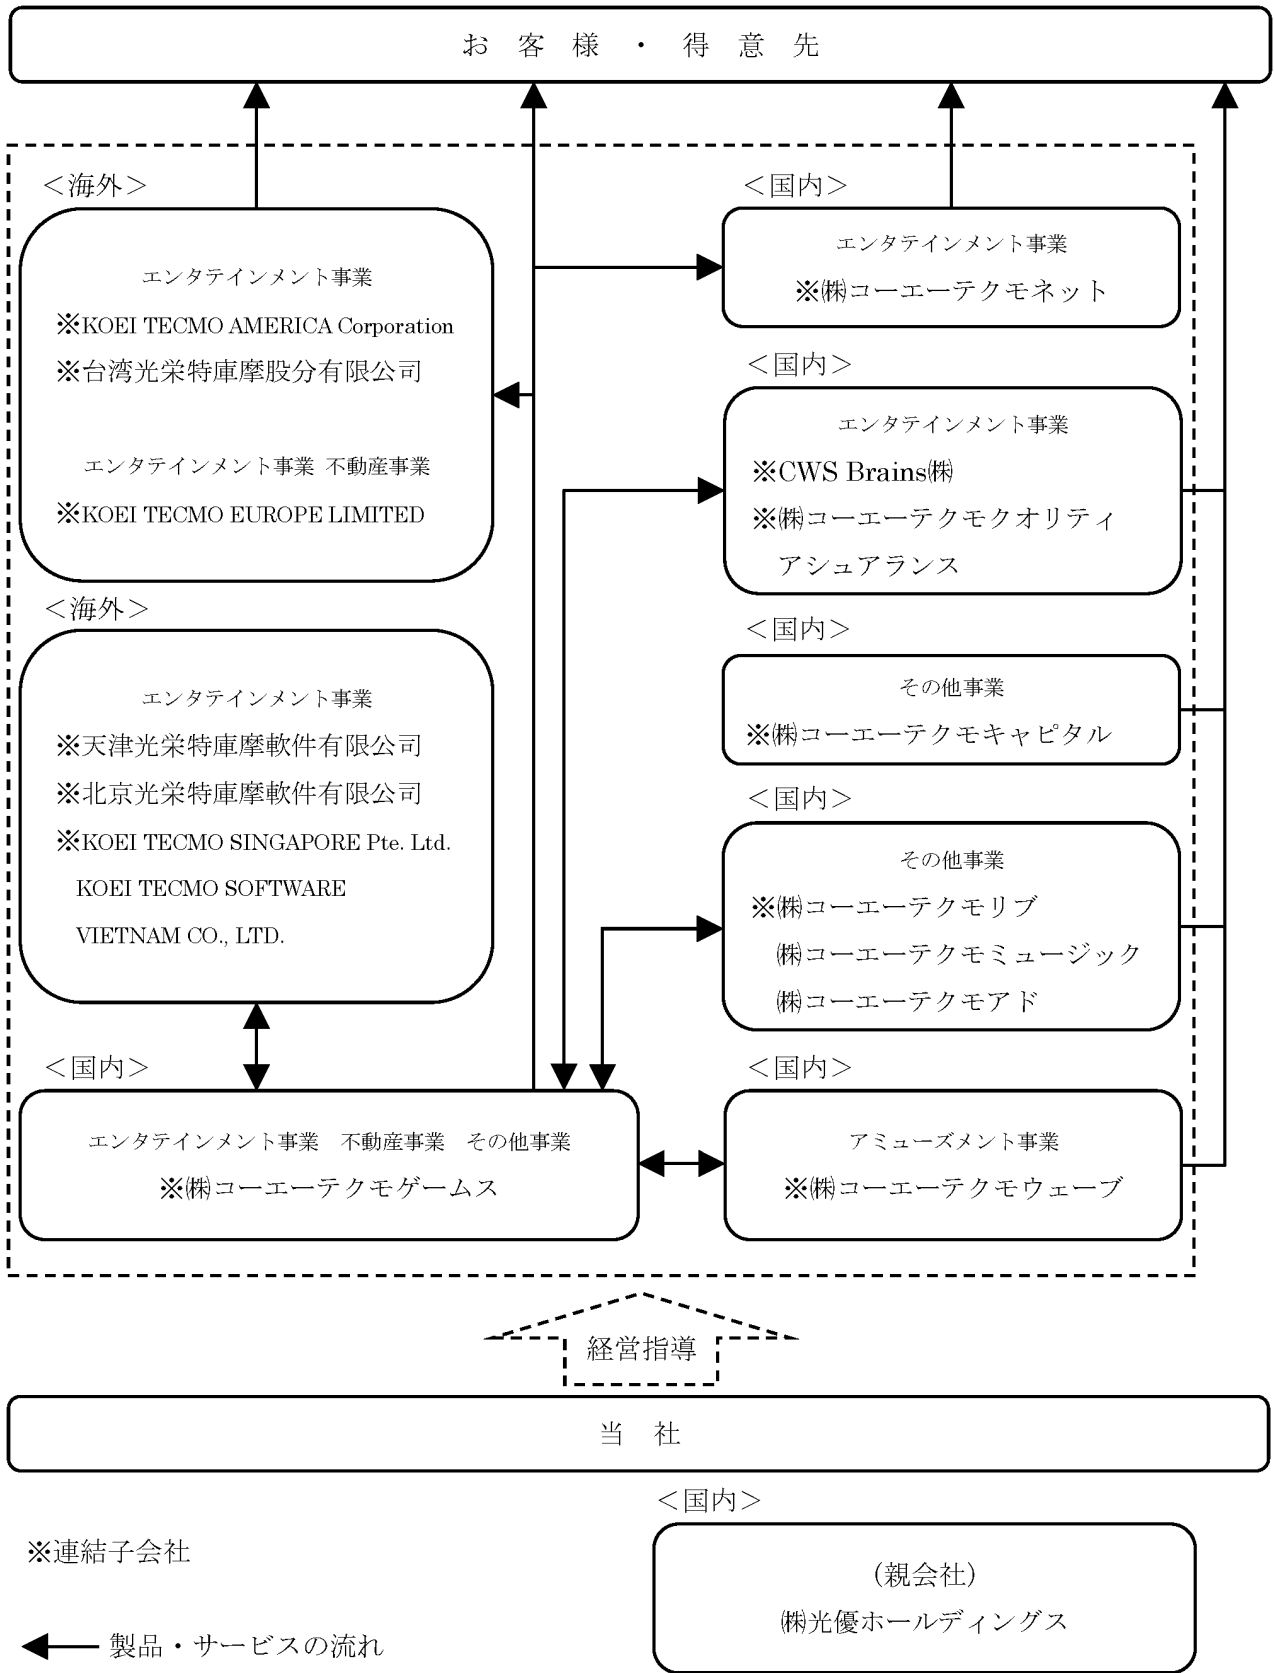 お 客 様 ・ 得 意 先
＜海外＞
エンタテインメント事業
※KOEI TECMO AMERICA Corporation
※台湾光栄特庫摩股分有限公司
エンタテインメント事業 不動産事業
※KOEI TECMO EUROPE LIMITED
＜海外＞
エンタテインメント事業
※天津光栄特庫摩軟件有限公司
※北京光栄特庫摩軟件有限公司
※KOEI TECMO SINGAPORE Pte. Ltd.
KOEI TECMO SOFTWARE
VIETNAM CO., LTD.
＜国内＞
エンタテインメント事業 不動産事業 その他事業
※㈱コーエーテクモゲームス
＜国内＞
エンタテインメント事業
※㈱コーエーテクモネット
＜国内＞
エンタテインメント事業
※CWS Brains㈱
※㈱コーエーテクモクオリティ
アシュアランス
＜国内＞
その他事業
※㈱コーエーテクモキャピタル
＜国内＞
その他事業
※㈱コーエーテクモリブ
㈱コーエーテクモミュージック
㈱コーエーテクモアド
＜国内＞
アミューズメント事業
※㈱コーエーテクモウェーブ
経営指導
当 社
※連結子会社
製品・サービスの流れ
＜国内＞
(親会社)
㈱光優ホールディングス